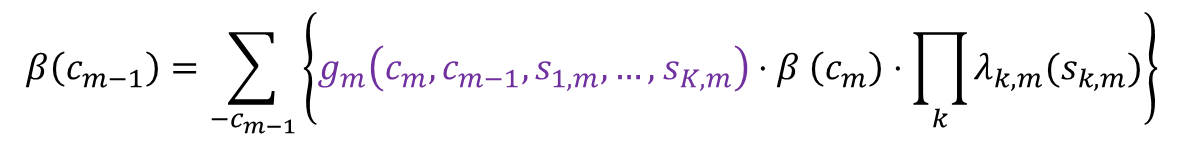 β(c_{m−1}) = ∑_{−c_{m−1}} { g_m(c_m, c_{m−1}, s_{1,m}, …, s_{K,m}) · β (c_m) · ∏_k λ_{k,m}(s_{k,m}) }